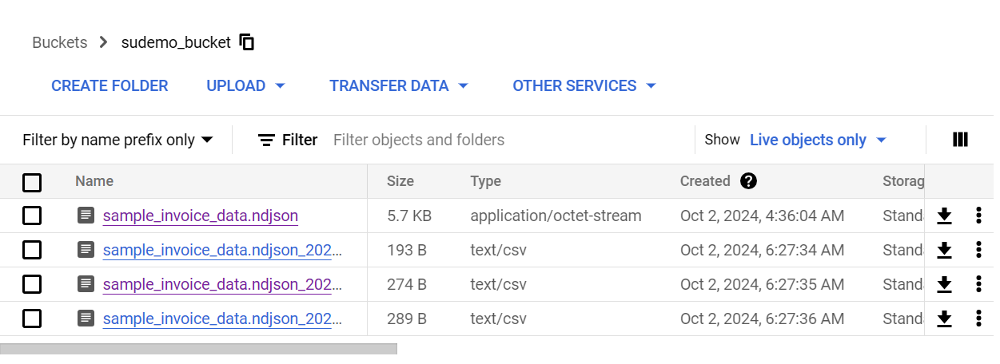 Buckets > sudemo_bucket
CREATE FOLDER UPLOAD TRANSFER DATA OTHER SERVICES
Filter by name prefix only Filter Filter objects and folders Show Live objects only
Name Size Type Created ? Storag
sample_invoice_data.ndjson 5.7 KB application/octet-stream Oct 2, 2024, 4:36:04 AM Stand
sample_invoice_data.ndjson_202... 193 B text/csv Oct 2, 2024, 6:27:34 AM Stand
sample_invoice_data.ndjson_202... 274 B text/csv Oct 2, 2024, 6:27:35 AM Stand
sample_invoice_data.ndjson_202... 289 B text/csv Oct 2, 2024, 6:27:36 AM Stand